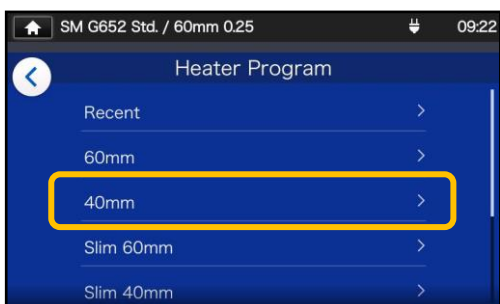 SM G652 Std. / 60mm 0.25 09:22
Heater Program
Recent
60mm
40mm
Slim 60mm
Slim 40mm